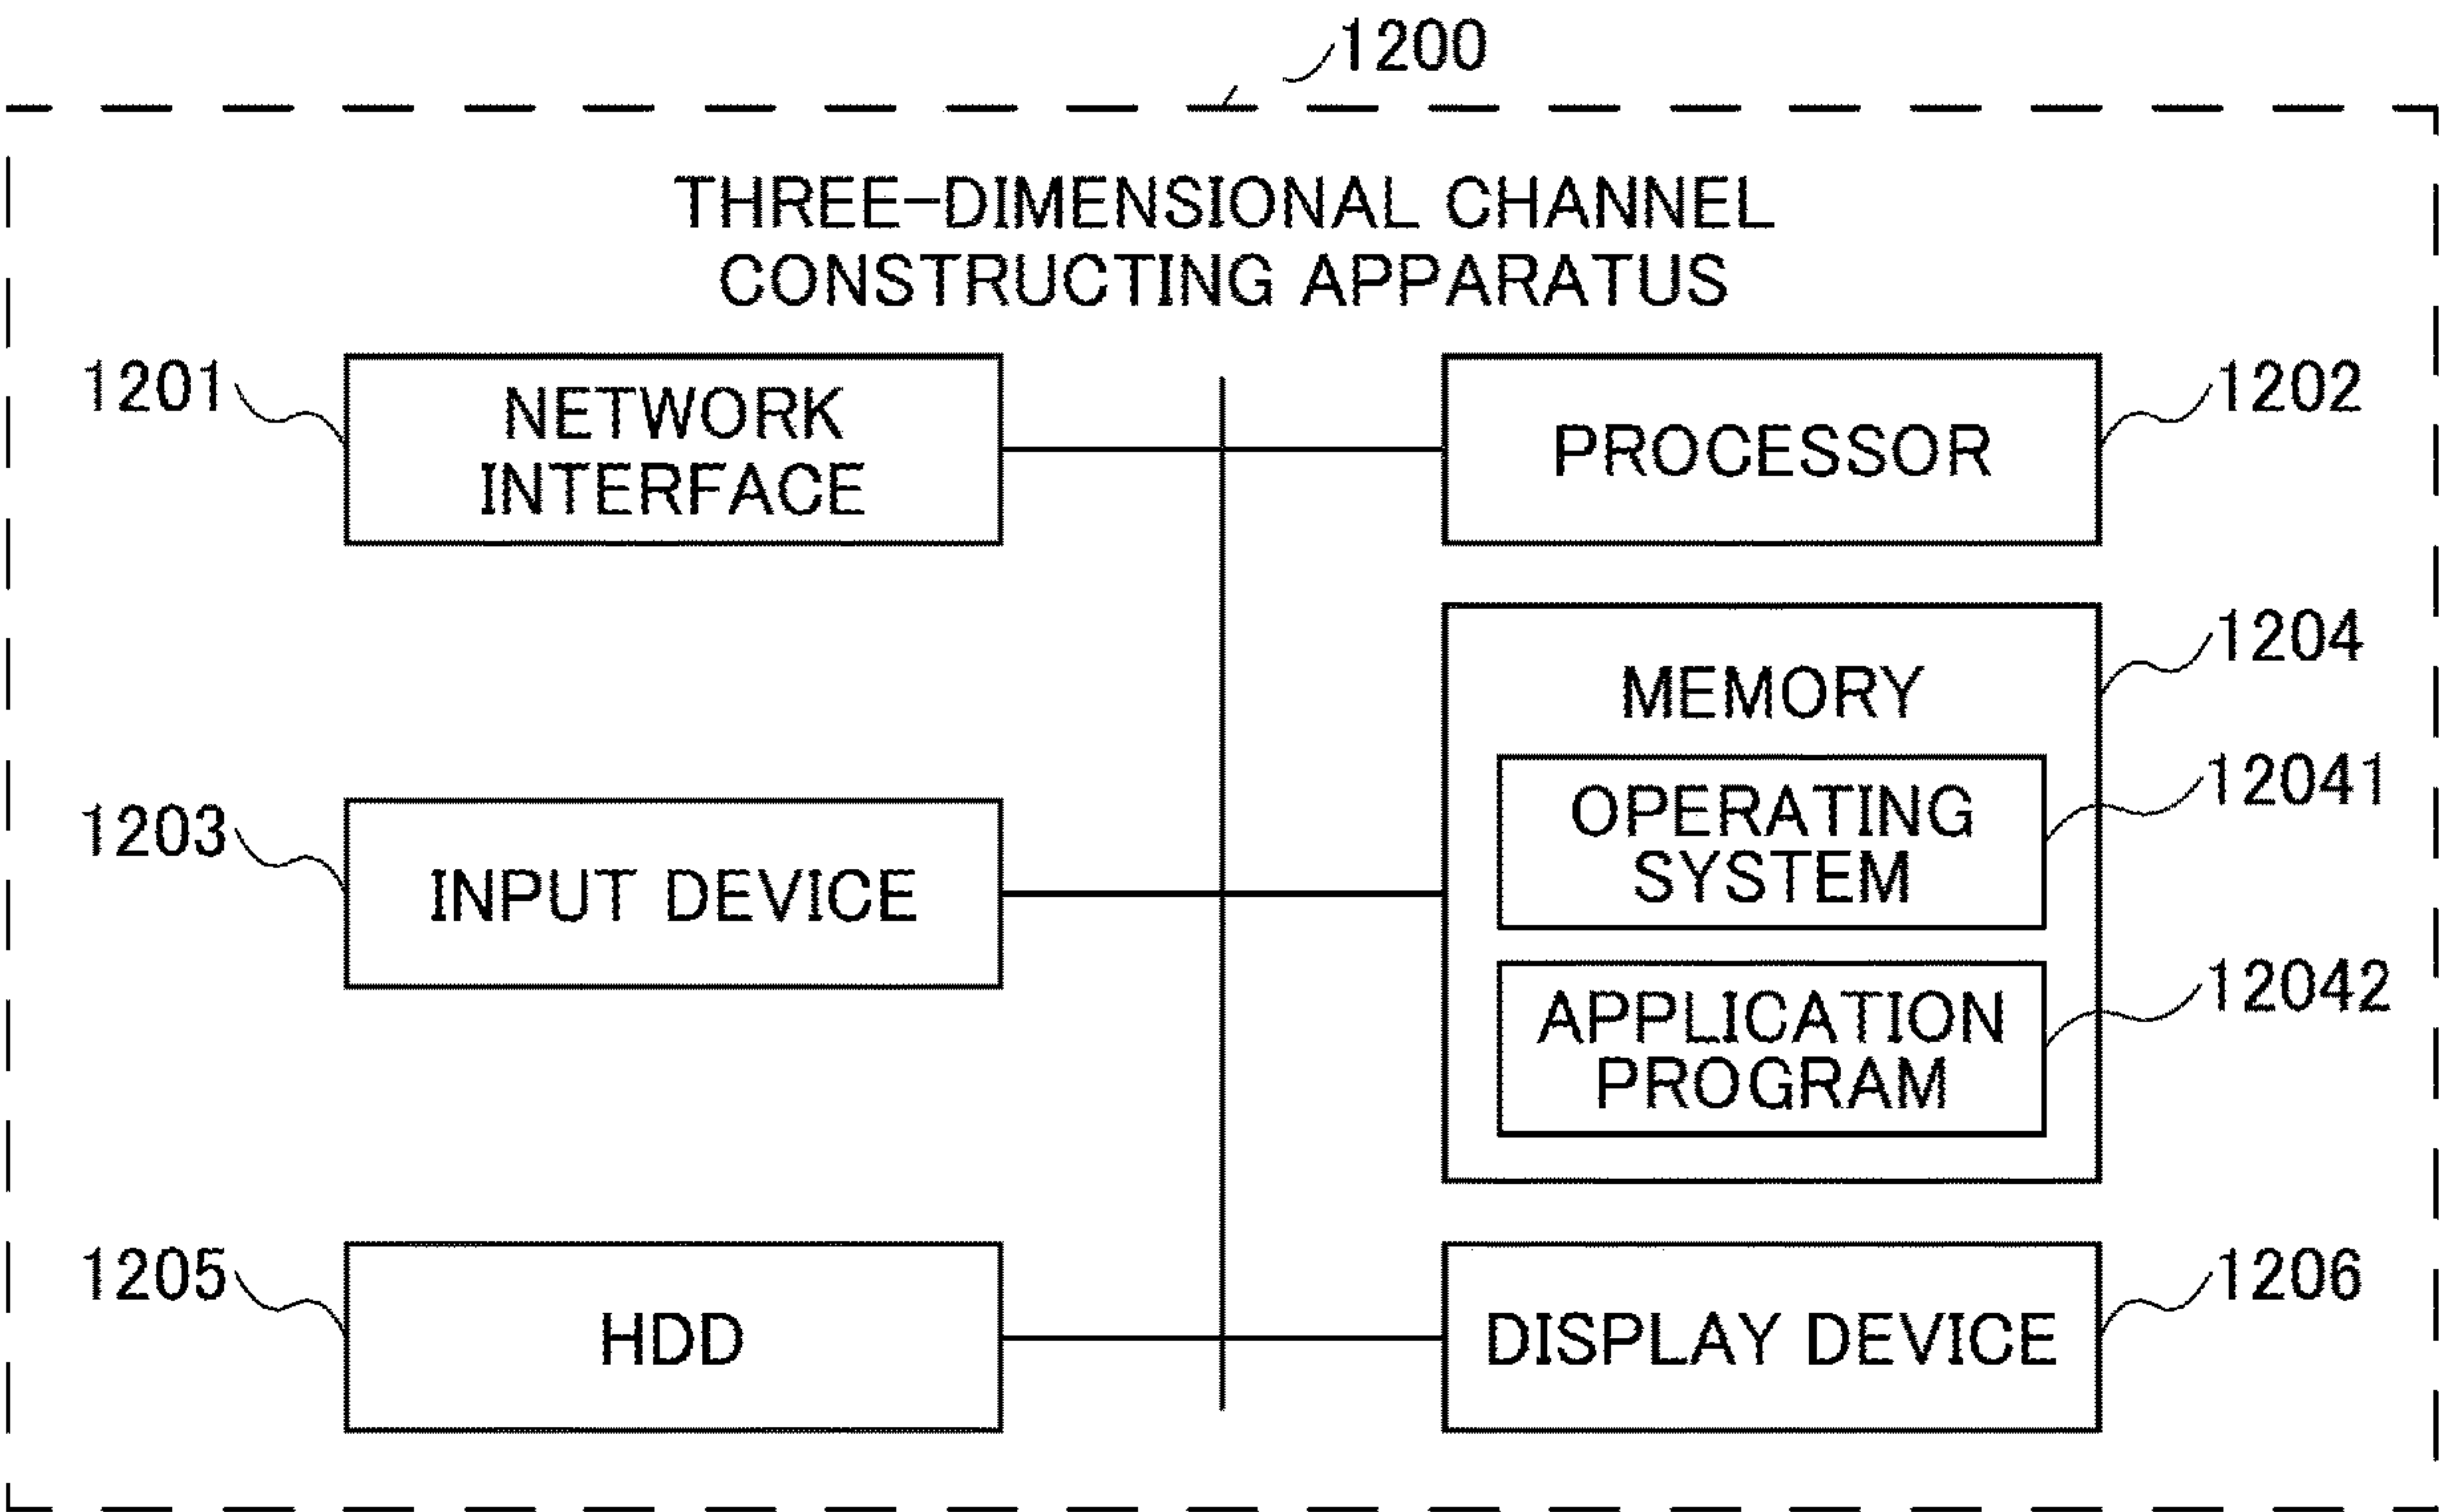 1200
THREE-DIMENSIONAL CHANNEL
CONSTRUCTING APPARATUS
1201
NETWORK
INTERFACE
PROCESSOR
1202
1203
INPUT DEVICE
MEMORY
1204
OPERATING
SYSTEM
12041
APPLICATION
PROGRAM
12042
1205
HDD
DISPLAY DEVICE
1206